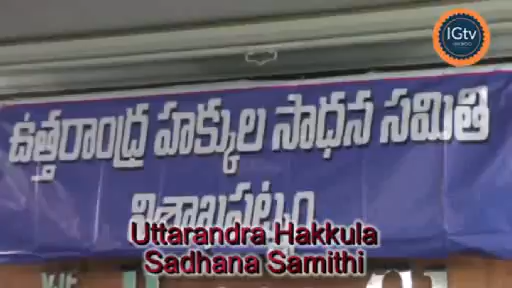 IGtv
ఉత్తరాంధ్ర హక్కుల సాధన సమితి
విశాఖపట్నం
Uttarandra Hakkula
Sadhana Samithi